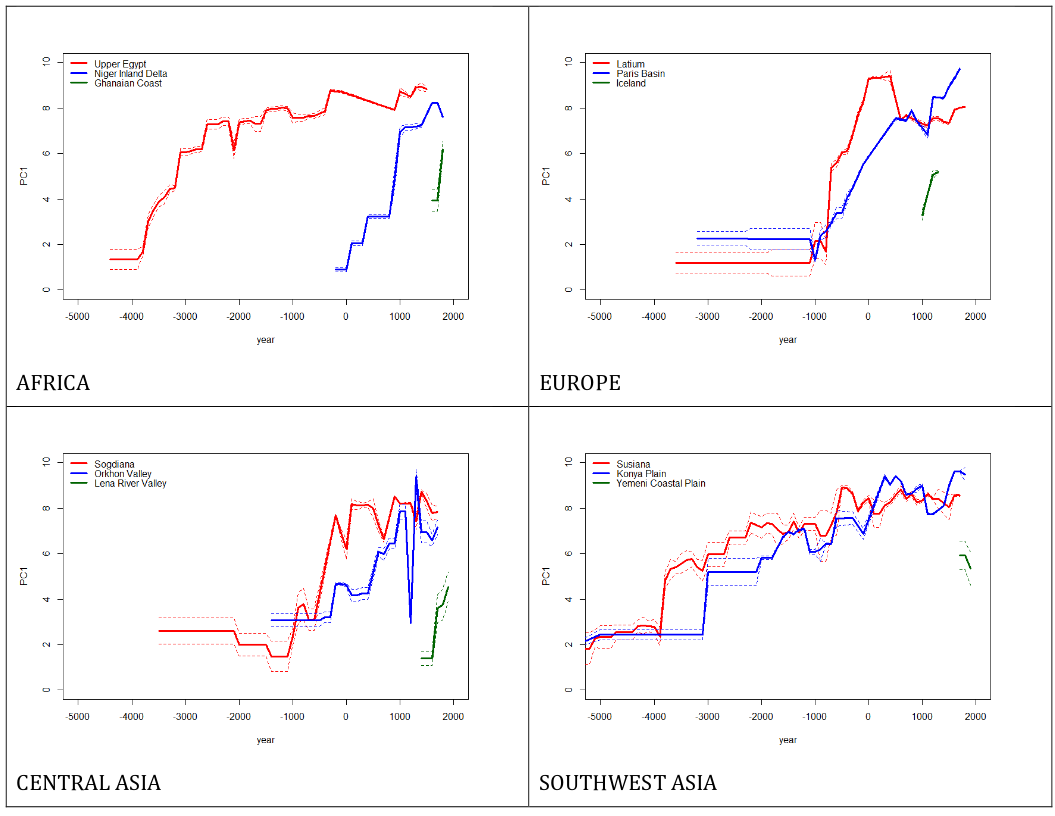 Upper Egypt
Niger Inland Delta
Ghanaian Coast
PC1
0 2 4 6 8 10
-5000 -4000 -3000 -2000 -1000 0 1000 2000
year
AFRICA
Latium
Paris Basin
Iceland
PC1
0 2 4 6 8 10
-5000 -4000 -3000 -2000 -1000 0 1000 2000
year
EUROPE
Sogdiana
Orkhon Valley
Lena River Valley
PC1
0 2 4 6 8 10
-5000 -4000 -3000 -2000 -1000 0 1000 2000
year
CENTRAL ASIA
Susiana
Konya Plain
Yemeni Coastal Plain
PC1
0 2 4 6 8 10
-5000 -4000 -3000 -2000 -1000 0 1000 2000
year
SOUTHWEST ASIA